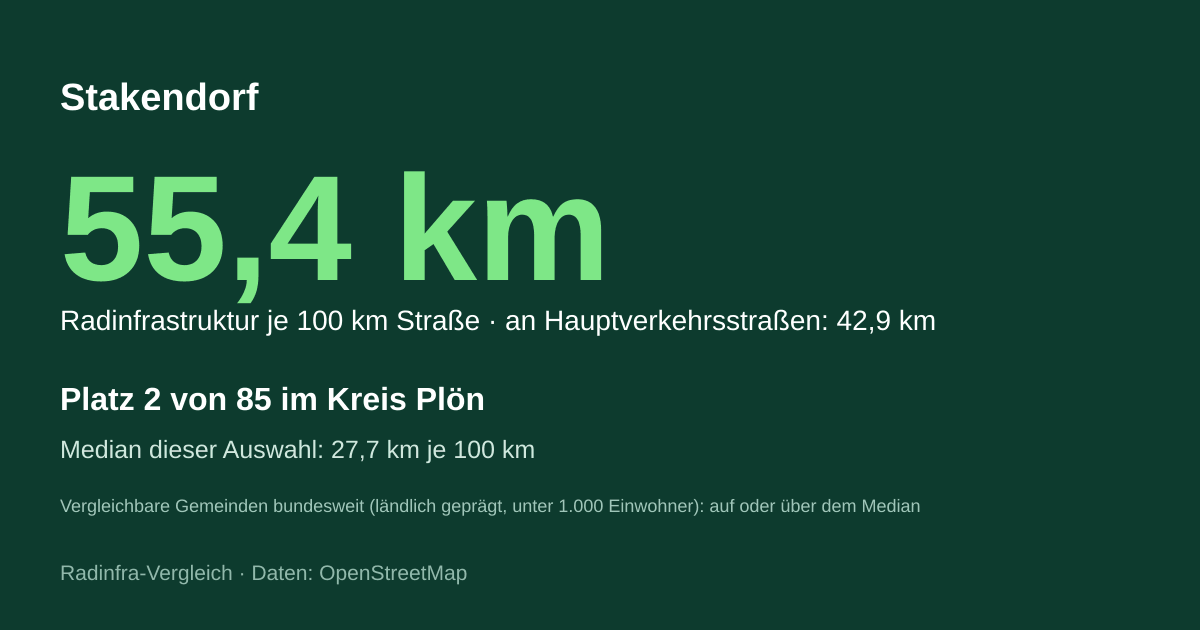 Stakendorf
55,4 km
Radinfrastruktur je 100 km Straße · an Hauptverkehrsstraßen: 42,9 km
Platz 2 von 85 im Kreis Plön
Median dieser Auswahl: 27,7 km je 100 km
Vergleichbare Gemeinden bundesweit (ländlich geprägt, unter 1.000 Einwohner): auf oder über dem Median
Radinfra-Vergleich · Daten: OpenStreetMap